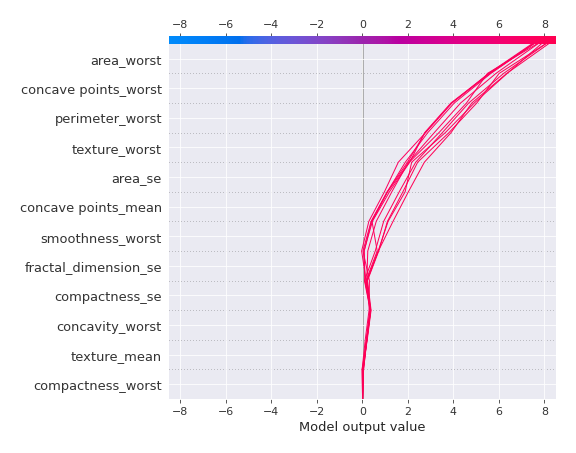 −8 −6 −4 −2 0 2 4 6 8
area_worst
concave points_worst
perimeter_worst
texture_worst
area_se
concave points_mean
smoothness_worst
fractal_dimension_se
compactness_se
concavity_worst
texture_mean
compactness_worst
−8 −6 −4 −2 0 2 4 6 8
Model output value